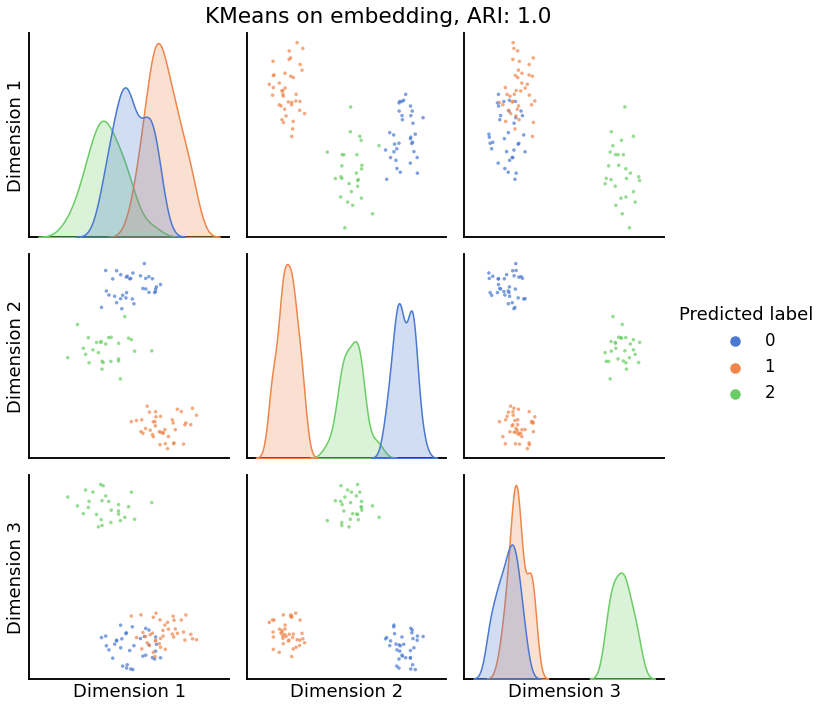 KMeans on embedding, ARI: 1.0
Dimension 1
Dimension 2
Predicted label
0
1
2
Dimension 3
Dimension 1
Dimension 2
Dimension 3